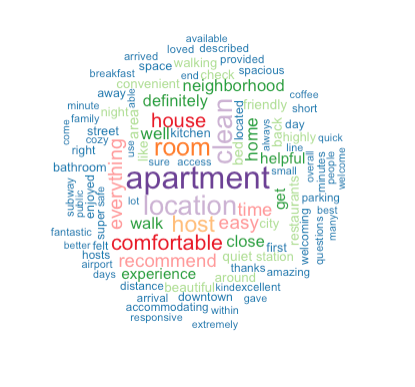 available
loved described
arrived walking provided
space clean spacious
breakfast end check
away able convenient neighborhood coffee
minute night area definitely friendly short
family house located day
come street well kitchen bed home back highly quick
cozy use like room always line
right everything sure access helpful overall
bathroom apartment small minutes people welcome
subway public enjoyed safe lot location time get restaurants parking
super walk host easy city welcoming best
fantastic many
better felt comfortable close first questions
hosts recommend quiet station
airport thanks amazing
days experience around
distance beautiful kind excellent
arrival downtown gave
accommodating within
responsive
extremely